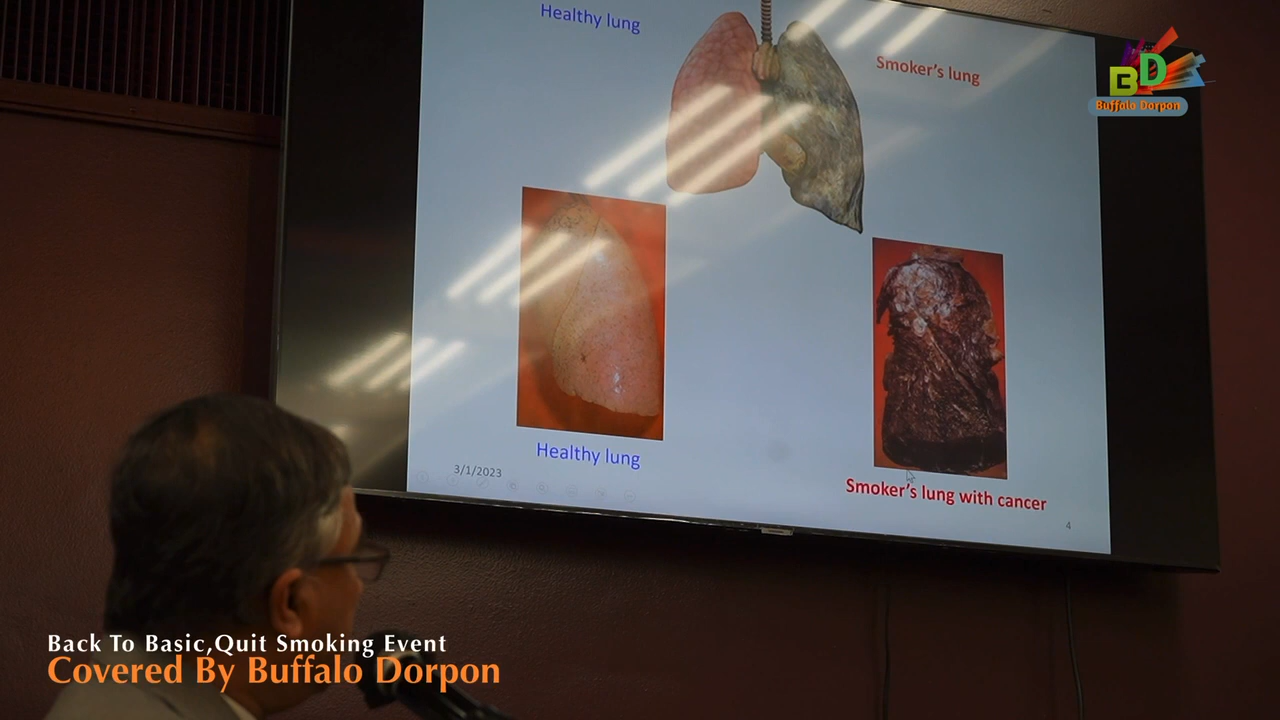 Healthy lung
Smoker's lung
BD
Buffalo Dorpon
Healthy lung
3/1/2023
Smoker's lung with cancer
4
Back To Basic,Quit Smoking Event
Covered By Buffalo Dorpon